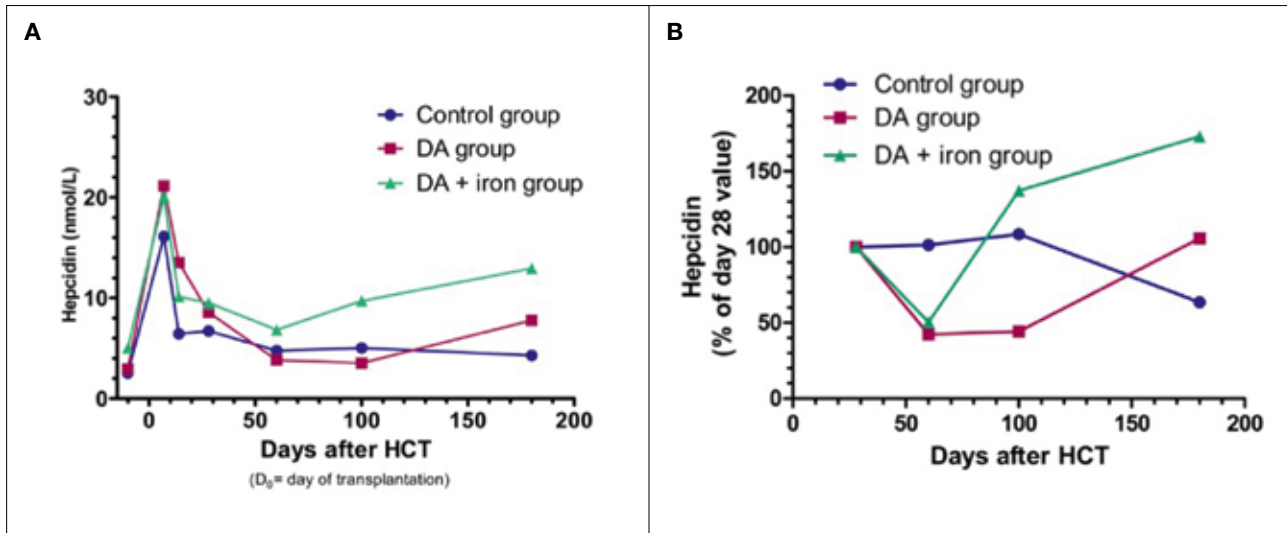 A
Hepcidin (nmol/L)
30
20
10
0
Control group
DA group
DA + iron group
0
50
100
150
200
Days after HCT
(D₀= day of transplantation)
B
Hepcidin
(% of day 28 value)
200
150
100
50
0
Control group
DA group
DA + iron group
0
50
100
150
200
Days after HCT